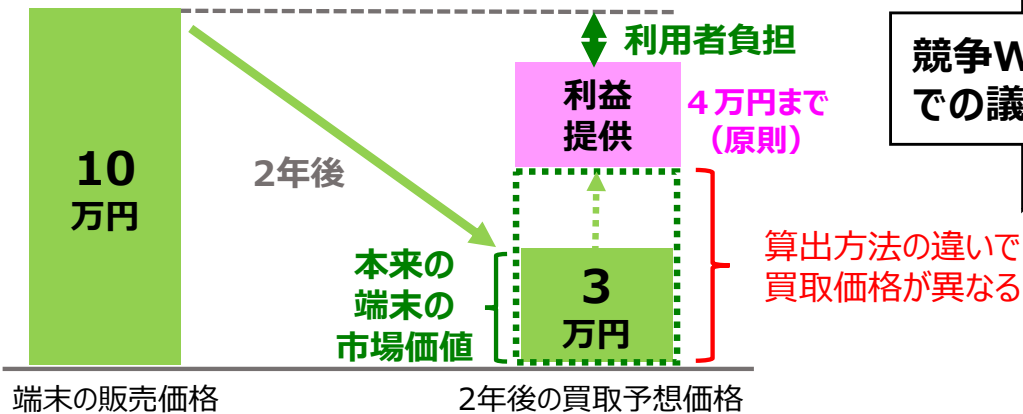 利用者負担
競争W
での議
利益
提供
４万円まで
（原則）
10
万円
2年後
算出方法の違いで
買取価格が異なる
本来の
端末の
市場価値
3
万円
端末の販売価格
2年後の買取予想価格